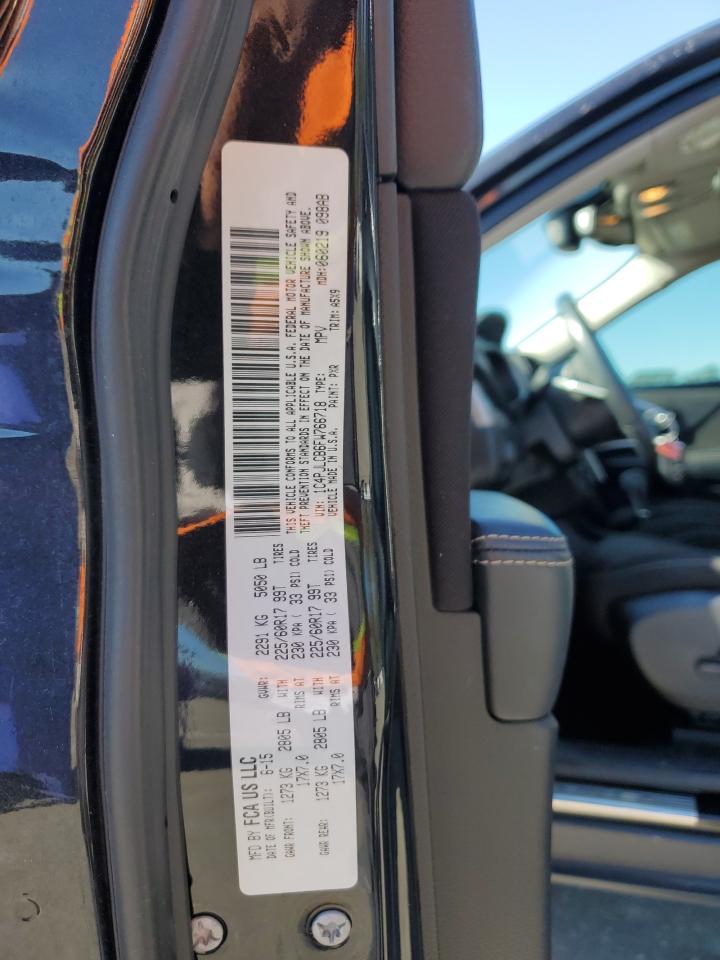 MFD BY FCA US LLC
DATE OF MFR(BUILT): 6-15 GVWR: 2291 KG 5050 LB
GAWR FRONT: 1273 KG 2805 LB WITH 225/60R17 99T TIRES
17X7.0 RIMS AT 230 KPA ( 33 PSI) COLD
GAWR REAR: 1273 KG 2805 LB WITH 225/60R17 99T TIRES
17X7.0 RIMS AT 230 KPA ( 33 PSI) COLD
THIS VEHICLE CONFORMS TO ALL APPLICABLE U.S.A. FEDERAL MOTOR VEHICLE SAFETY AND
THEFT PREVENTION STANDARDS IN EFFECT ON THE DATE OF MANUFACTURE SHOWN ABOVE.
VIN: 1C4PJLCB6FW766718 TYPE: MPV MDH:060219 098AB
VEHICLE MADE IN U.S.A. PAINT: PXR TRIM: A5X9